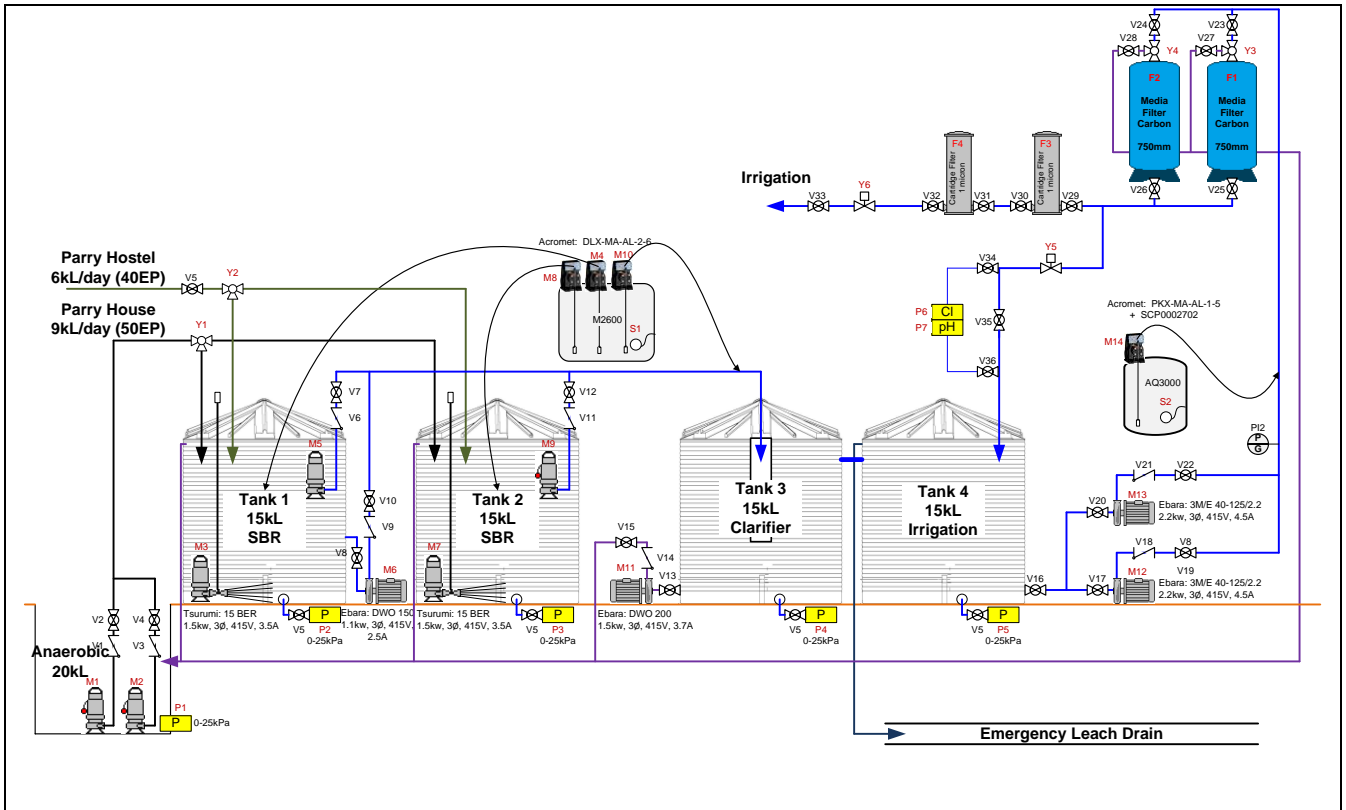 V24
V23
V28
Y4
V27
Y3
F2
Media
Filter
Carbon
750mm
F1
Media
Filter
Carbon
750mm
V26
V25
F4
Cartridge Filter
1 micron
F3
Cartridge Filter
1 micron
Irrigation
V33
Y6
V32
V31
V30
V29
Parry Hostel
6kL/day (40EP)
V5
Y2
Parry House
9kL/day (50EP)
Y1
Acromet: DLX-MA-AL-2-6
M8
M4
M10
M2600
S1
V34
Y5
P6
Cl
P7
pH
V35
V36
Acromet: PKX-MA-AL-1-5
+ SCP0002702
M14
AQ3000
S2
PI2
P
G
V7
V6
V12
V11
M5
M9
Tank 1
15kL
SBR
Tank 2
15kL
SBR
Tank 3
15kL
Clarifier
Tank 4
15kL
Irrigation
V10
V9
V8
M3
M6
M7
V15
V14
M11
V13
V21
V22
V20
M13
Ebara: 3M/E 40-125/2.2
2.2kw, 3Ø, 415V, 4.5A
V18
V8
V16
V17
M12
V19
Ebara: 3M/E 40-125/2.2
2.2kw, 3Ø, 415V, 4.5A
Tsurumi: 15 BER
1.5kw, 3Ø, 415V, 3.5A
V5
P
P2
0-25kPa
Ebara: DWO 150
1.1kw, 3Ø, 415V,
2.5A
Tsurumi: 15 BER
1.5kw, 3Ø, 415V, 3.5A
V5
P
P3
0-25kPa
Ebara: DWO 200
1.5kw, 3Ø, 415V, 3.7A
V5
P
P4
0-25kPa
V5
P
P5
0-25kPa
V2
V4
V1
V3
Anaerobic
20kL
M1
M2
P1
P
0-25kPa
Emergency Leach Drain